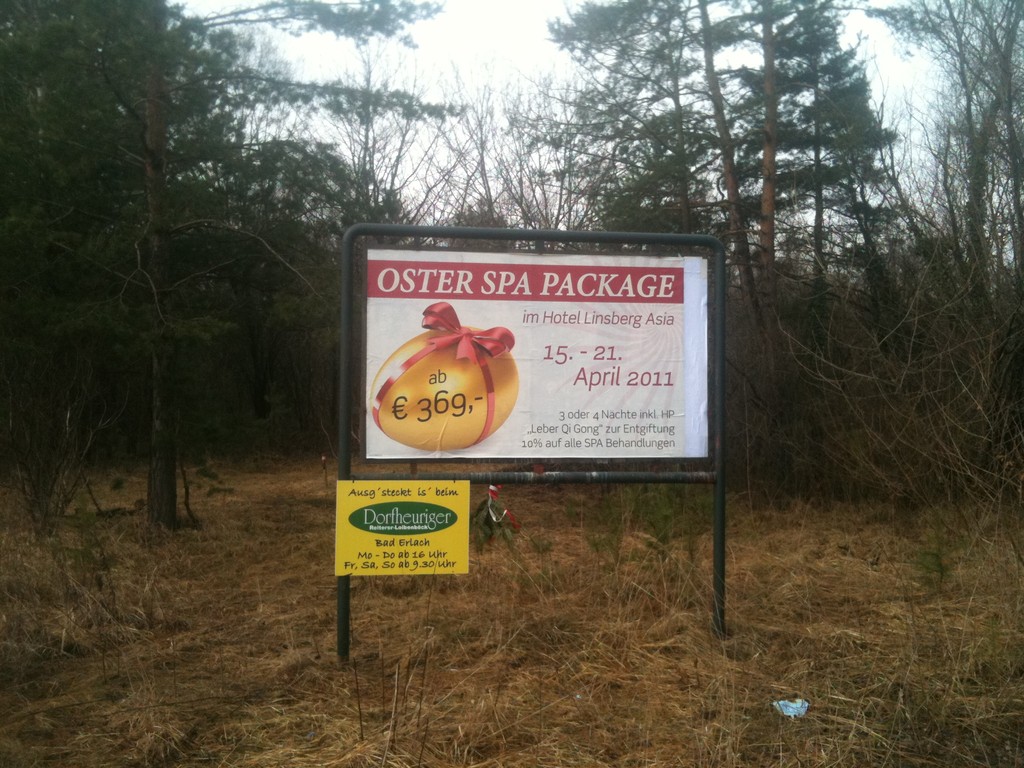 OSTER SPA PACKAGE
im Hotel Linsberg Asia
15. - 21.
April 2011
ab
€ 369,-
3 oder 4 Nächte inkl. HP
„Leber Qi Gong" zur Entgiftung
10% auf alle SPA Behandlungen
Ausg´steckt is´ beim
Dorfheuriger
Reiterer-Loibenböck
Bad Erlach
Mo - Do ab 16 Uhr
Fr, Sa, So ab 9.30 Uhr